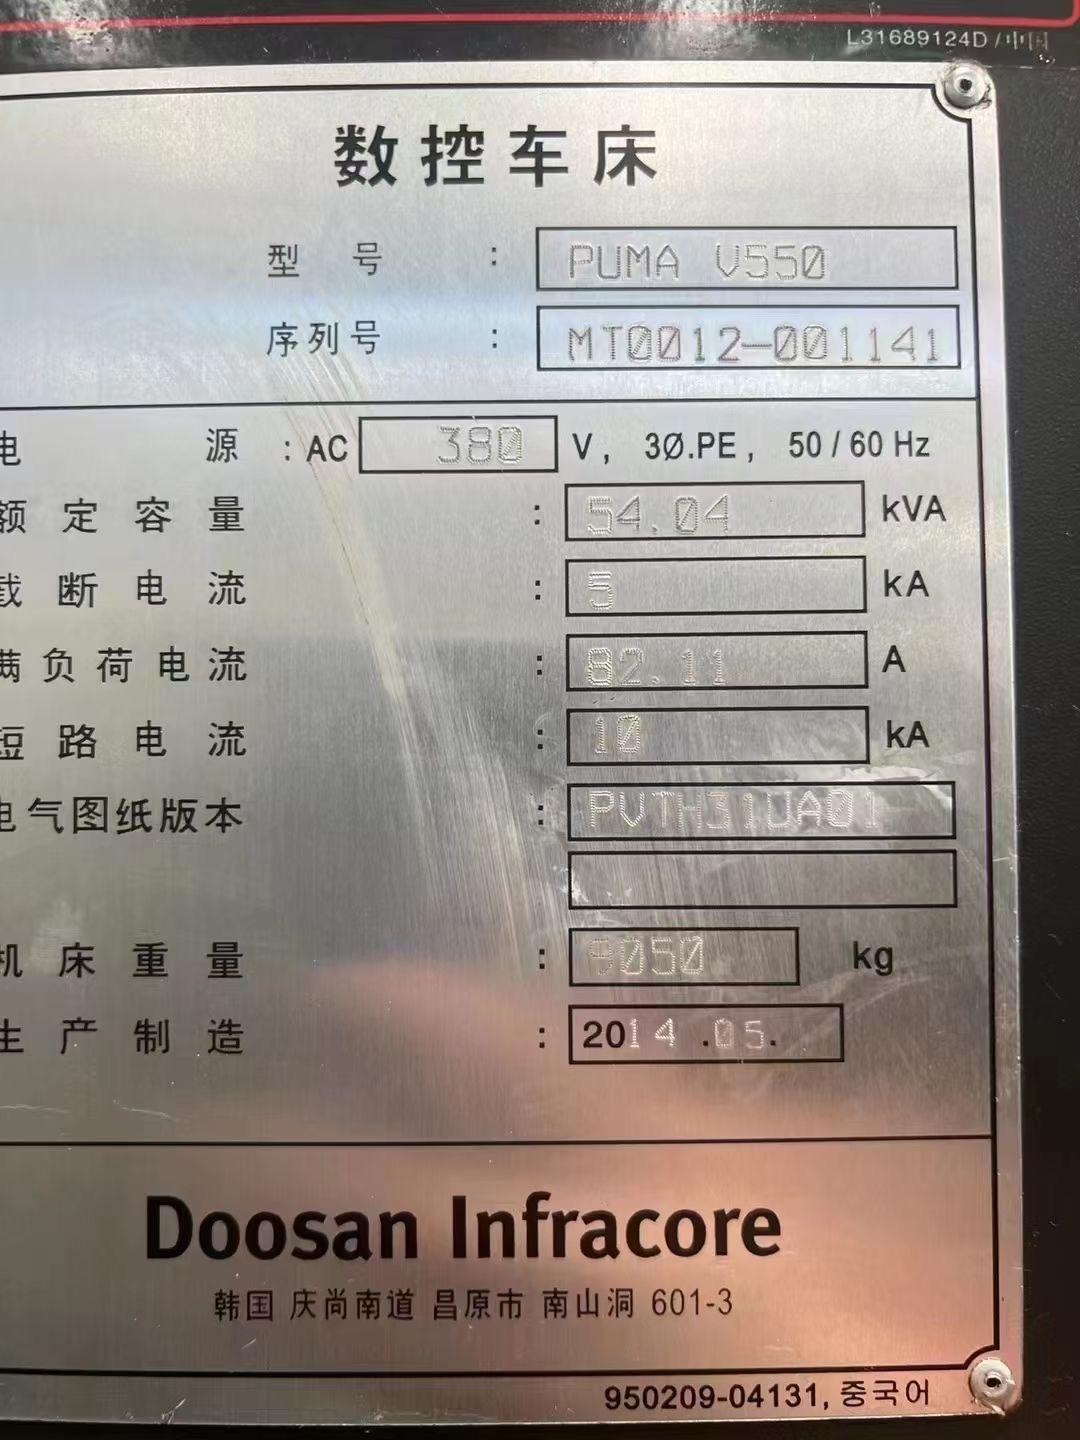 L31689124D /中国
数控车床
型号 : PUMA V550
序列号 : MT0012-001141
电源 : AC 380 V, 3Ø.PE, 50/60 Hz
额定容量 : 54.04 kVA
截断电流 : 5 kA
满负荷电流 : 82.11 A
短路电流 : 10 kA
电气图纸版本 : PVTH31UA01
机床重量 : 9050 kg
生产制造 : 2014.05.
Doosan Infracore
韩国 庆尚南道 昌原市 南山洞 601-3
950209-04131, 중국어